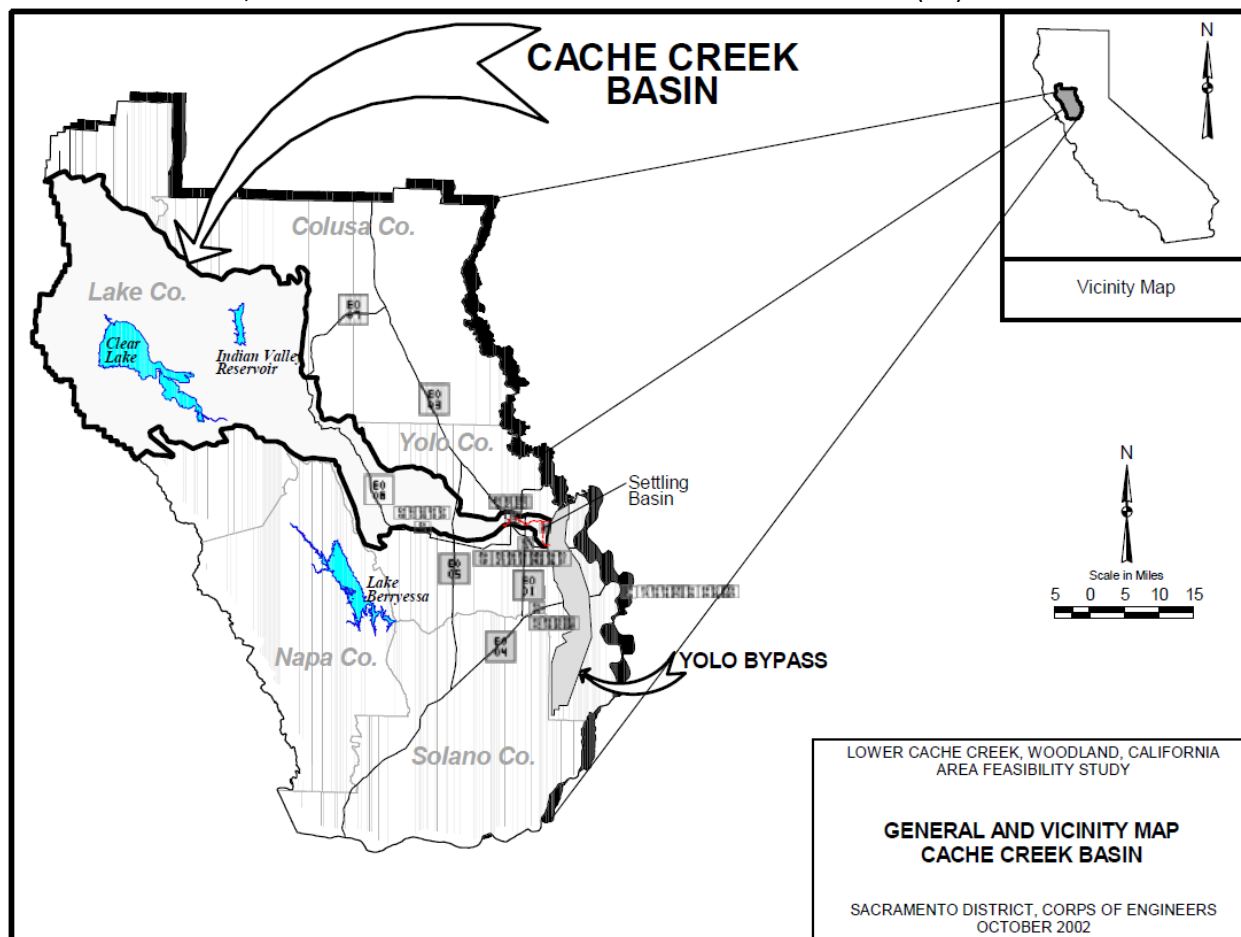 CACHE CREEK
BASIN
N
Vicinity Map
Colusa Co.
Lake Co.
Clear
Lake
Indian Valley
Reservoir
Yolo Co.
Settling
Basin
N
Lake
Berryessa
Scale in Miles
5 0 5 10 15
Napa Co.
YOLO BYPASS
Solano Co.
LOWER CACHE CREEK, WOODLAND, CALIFORNIA
AREA FEASIBILITY STUDY
GENERAL AND VICINITY MAP
CACHE CREEK BASIN
SACRAMENTO DISTRICT, CORPS OF ENGINEERS
OCTOBER 2002